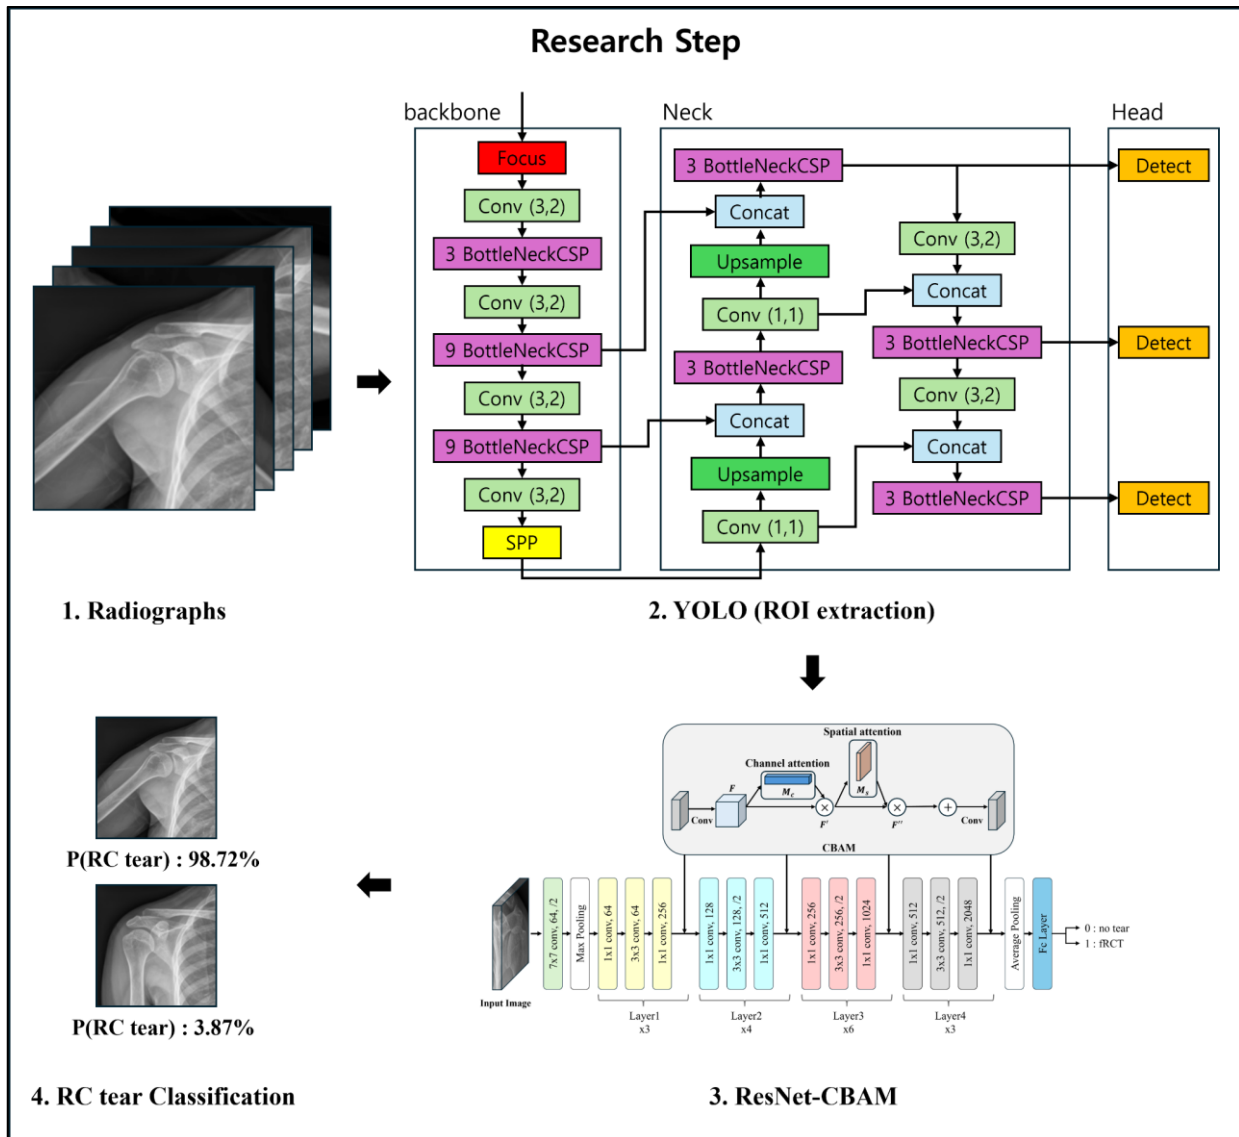 Research Step
backbone
Neck
Head
Focus
Conv (3,2)
3 BottleNeckCSP
Conv (3,2)
9 BottleNeckCSP
Conv (3,2)
9 BottleNeckCSP
Conv (3,2)
SPP
3 BottleNeckCSP
Concat
Upsample
Conv (1,1)
3 BottleNeckCSP
Concat
Upsample
Conv (1,1)
Conv (3,2)
Concat
3 BottleNeckCSP
Conv (3,2)
Concat
3 BottleNeckCSP
Detect
Detect
Detect
1. Radiographs
2. YOLO (ROI extraction)
Spatial attention
Channel attention
F
M_c
M_s
Conv
F'
F''
Conv
CBAM
Input Image
7x7 conv, 64, /2
Max Pooling
1x1 conv, 64
3x3 conv, 64
1x1 conv, 256
1x1 conv, 128
3x3 conv, 128, /2
1x1 conv, 512
1x1 conv, 256
3x3 conv, 256, /2
1x1 conv, 1024
1x1 conv, 512
3x3 conv, 512, /2
1x1 conv, 2048
Average Pooling
Fc Layer
0 : no tear
1 : fRCT
Layer1
x3
Layer2
x4
Layer3
x6
Layer4
x3
P(RC tear) : 98.72%
P(RC tear) : 3.87%
4. RC tear Classification
3. ResNet-CBAM